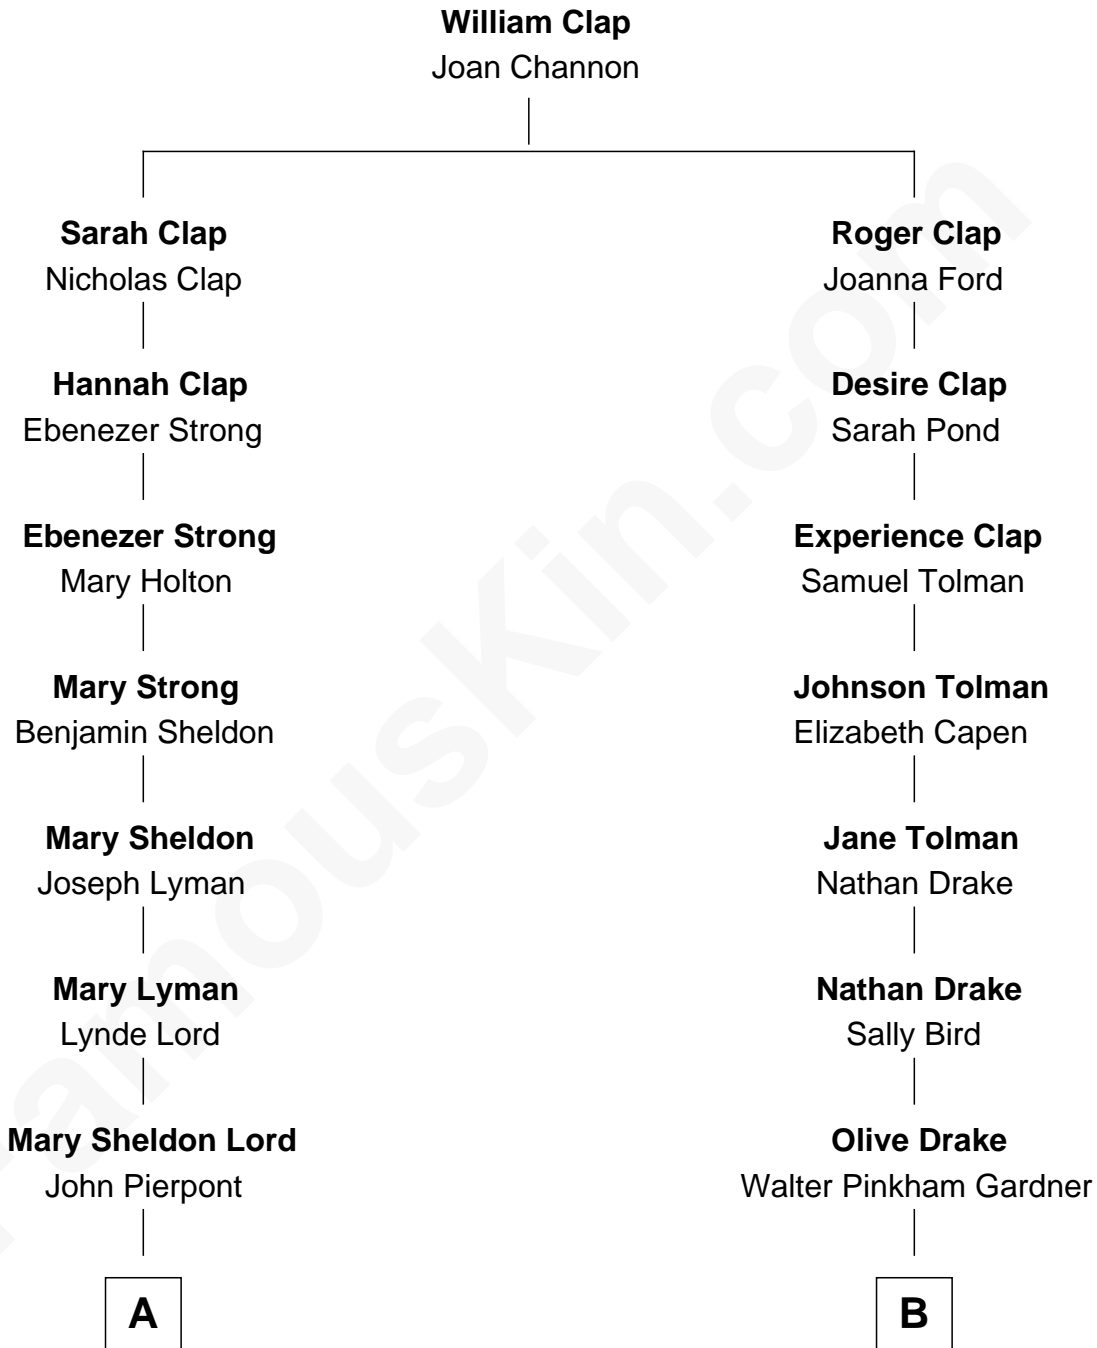 William Clap
Joan Channon
Sarah Clap
Nicholas Clap
Roger Clap
Joanna Ford
Hannah Clap
Ebenezer Strong
Desire Clap
Sarah Pond
Ebenezer Strong
Mary Holton
Experience Clap
Samuel Tolman
Mary Strong
Benjamin Sheldon
Johnson Tolman
Elizabeth Capen
Mary Sheldon
Joseph Lyman
Jane Tolman
Nathan Drake
Mary Lyman
Lynde Lord
Nathan Drake
Sally Bird
Mary Sheldon Lord
John Pierpont
Olive Drake
Walter Pinkham Gardner
A
B
FamousKin.com